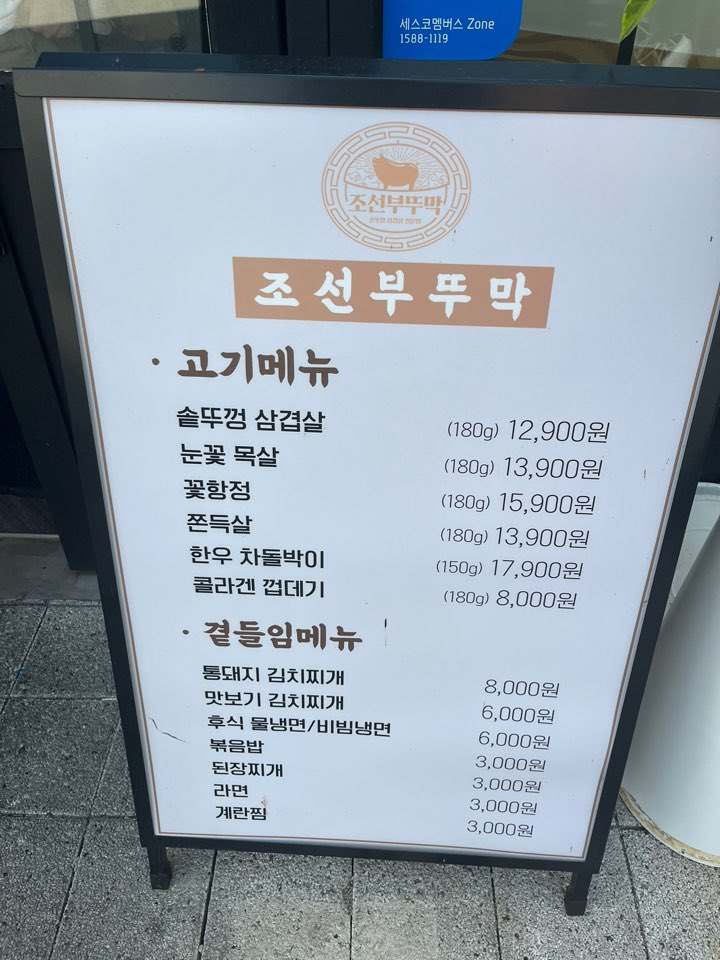 세스코멤버스 Zone
1588-1119
조선부뚜막
조선부뚜막
· 고기메뉴
솥뚜껑 삼겹살 (180g) 12,900원
눈꽃 목살 (180g) 13,900원
꽃항정 (180g) 15,900원
쫀득살 (180g) 13,900원
한우 차돌박이 (150g) 17,900원
콜라겐 껍데기 (180g) 8,000원
· 곁들임메뉴
통돼지 김치찌개 8,000원
맛보기 김치찌개 6,000원
후식 물냉면/비빔냉면 6,000원
볶음밥 3,000원
된장찌개 3,000원
라면 3,000원
계란찜 3,000원